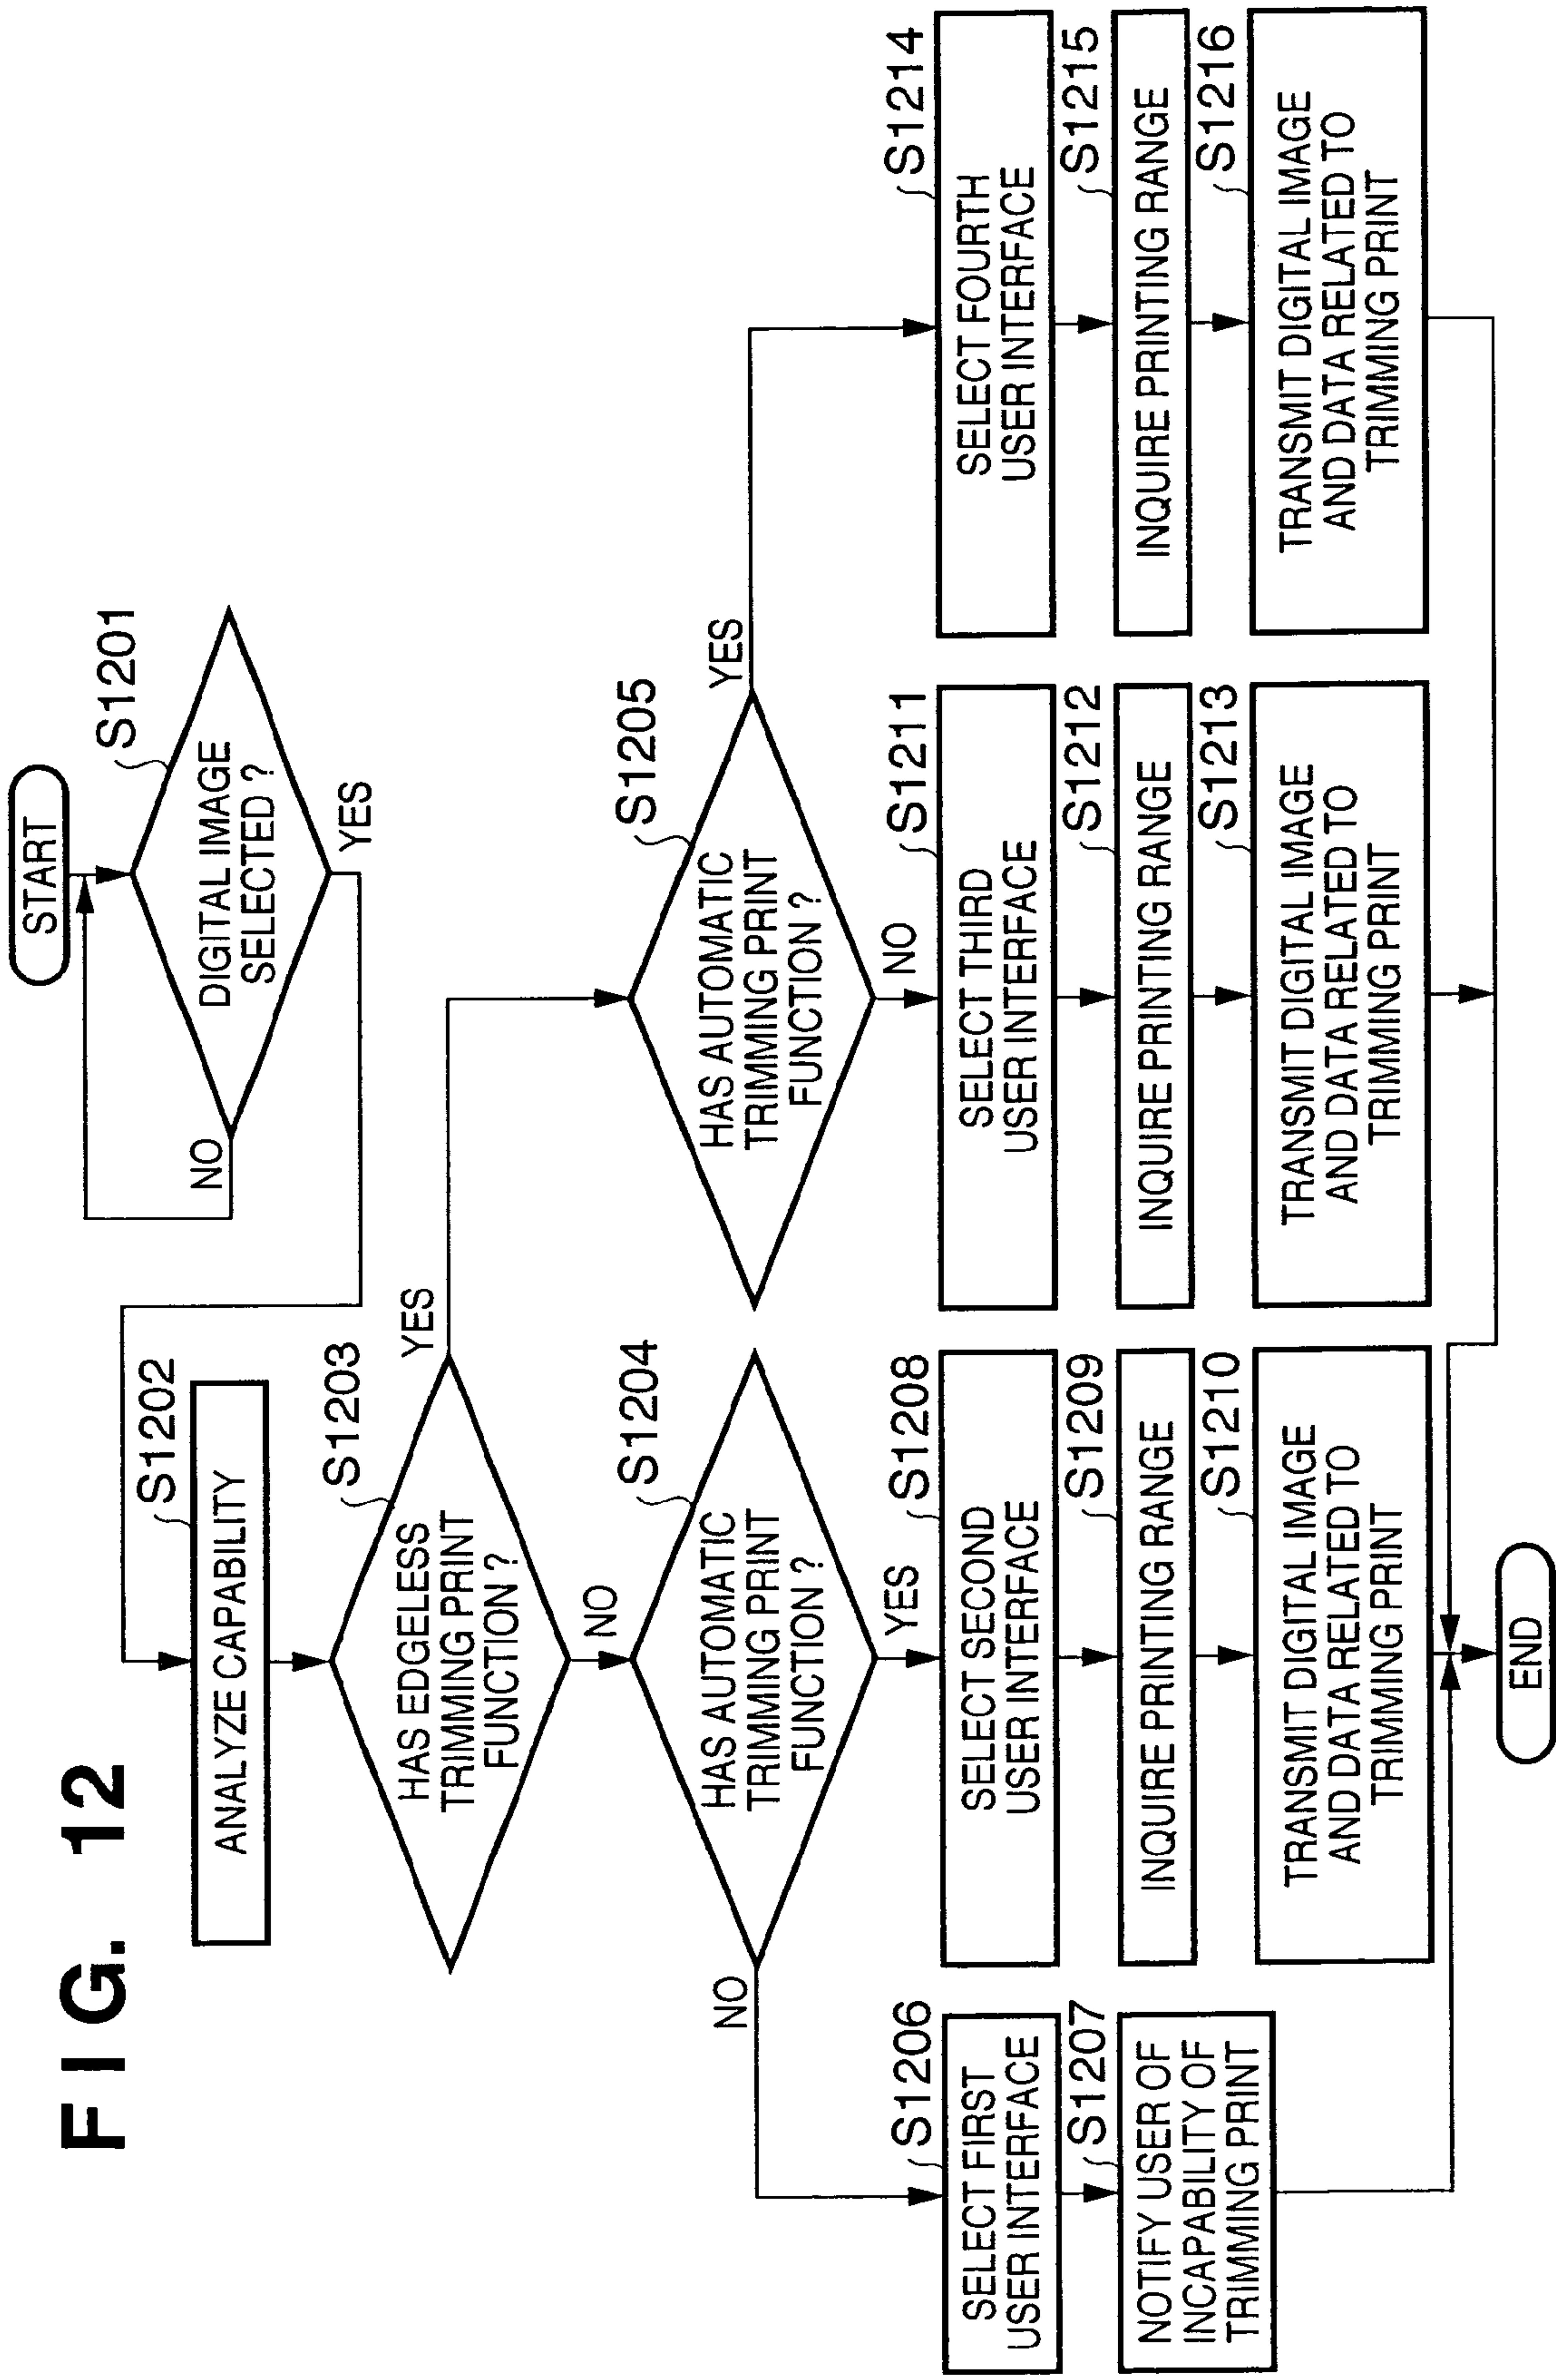 FIG. 12
START
S1201
DIGITAL IMAGE
SELECTED ?
NO
YES
S1202
ANALYZE CAPABILITY
S1203
HAS EDGELESS
TRIMMING PRINT
FUNCTION ?
YES
NO
S1204
HAS AUTOMATIC
TRIMMING PRINT
FUNCTION ?
NO
YES
S1205
HAS AUTOMATIC
TRIMMING PRINT
FUNCTION ?
YES
NO
S1206
SELECT FIRST
USER INTERFACE
S1207
NOTIFY USER OF
INCAPABILITY OF
TRIMMING PRINT
S1208
SELECT SECOND
USER INTERFACE
S1209
INQUIRE PRINTING RANGE
S1210
TRANSMIT DIGITAL IMAGE
AND DATA RELATED TO
TRIMMING PRINT
S1211
SELECT THIRD
USER INTERFACE
S1212
INQUIRE PRINTING RANGE
S1213
TRANSMIT DIGITAL IMAGE
AND DATA RELATED TO
TRIMMING PRINT
S1214
SELECT FOURTH
USER INTERFACE
S1215
INQUIRE PRINTING RANGE
S1216
TRANSMIT DIGITAL IMAGE
AND DATA RELATED TO
TRIMMING PRINT
END